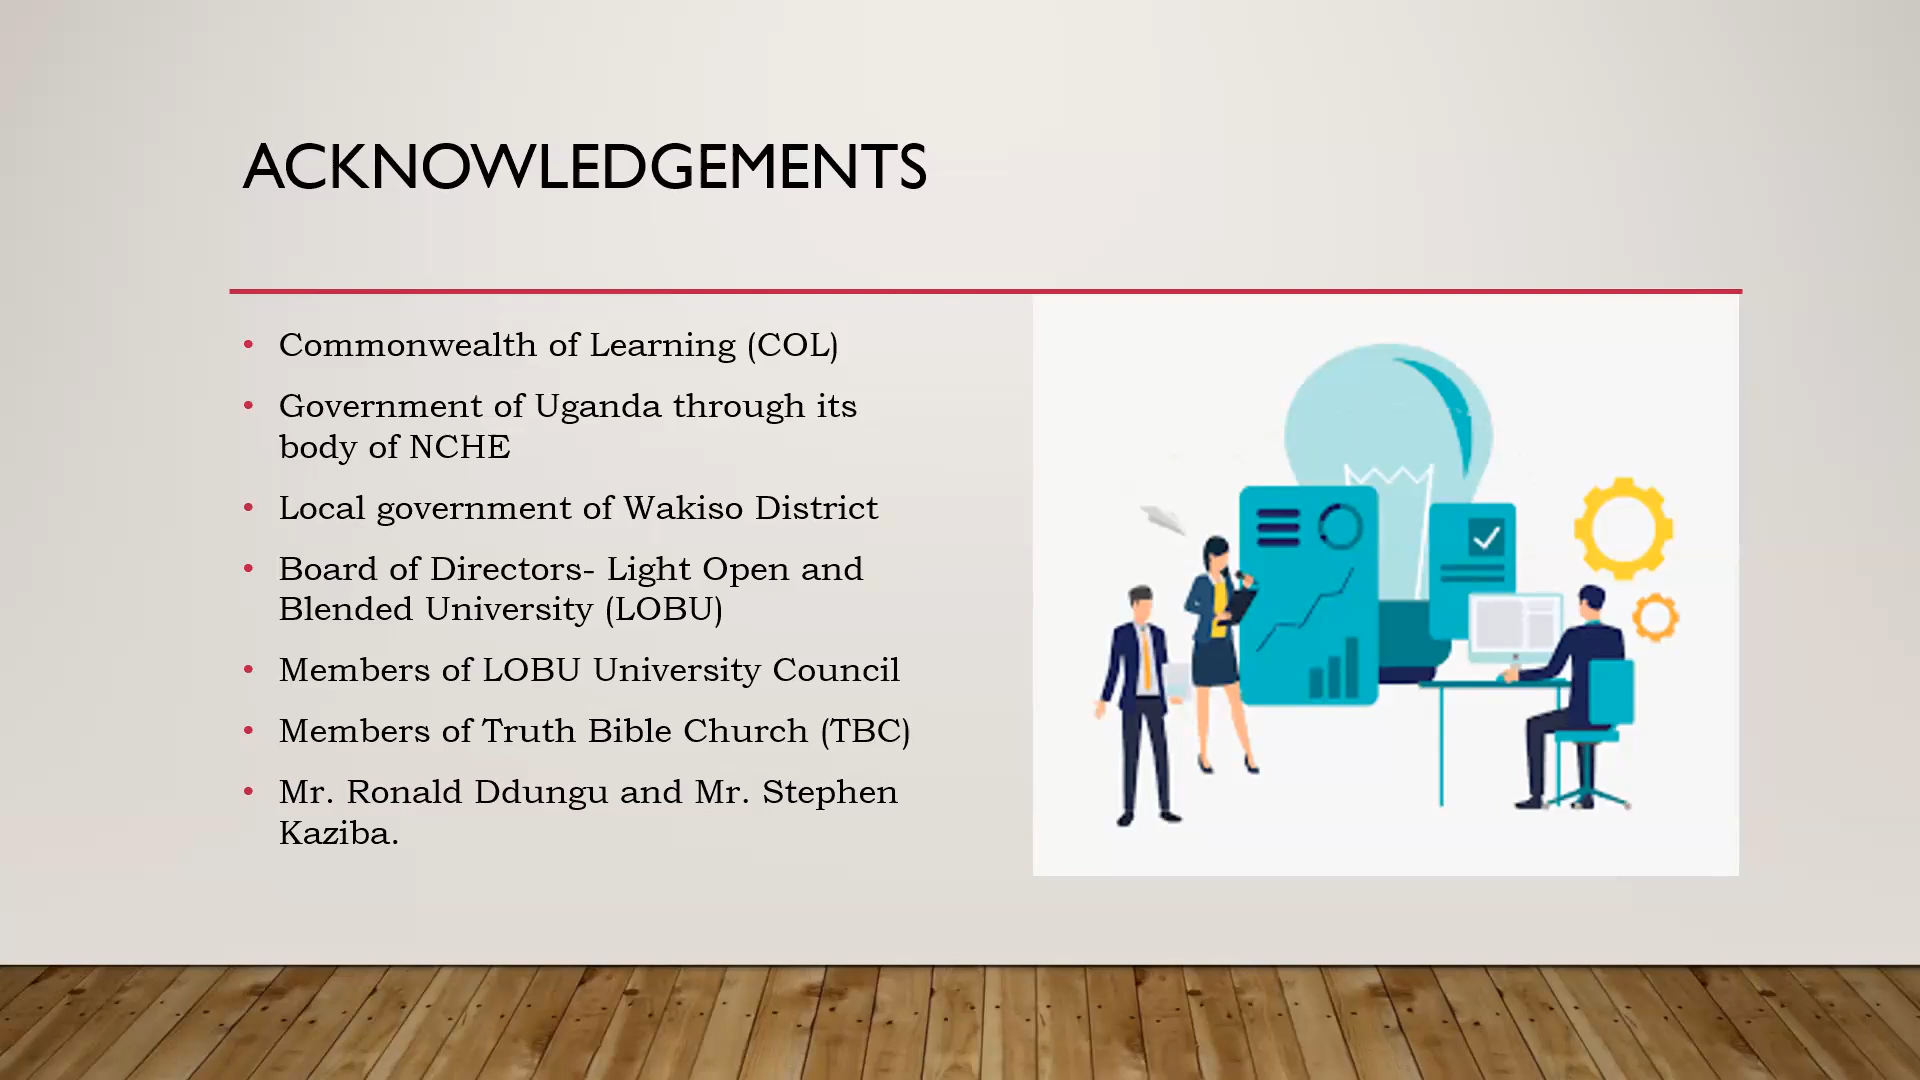 ACKNOWLEDGEMENTS
• Commonwealth of Learning (COL)
• Government of Uganda through its
body of NCHE
• Local government of Wakiso District
• Board of Directors- Light Open and
Blended University (LOBU)
• Members of LOBU University Council
• Members of Truth Bible Church (TBC)
• Mr. Ronald Ddungu and Mr. Stephen
Kaziba.